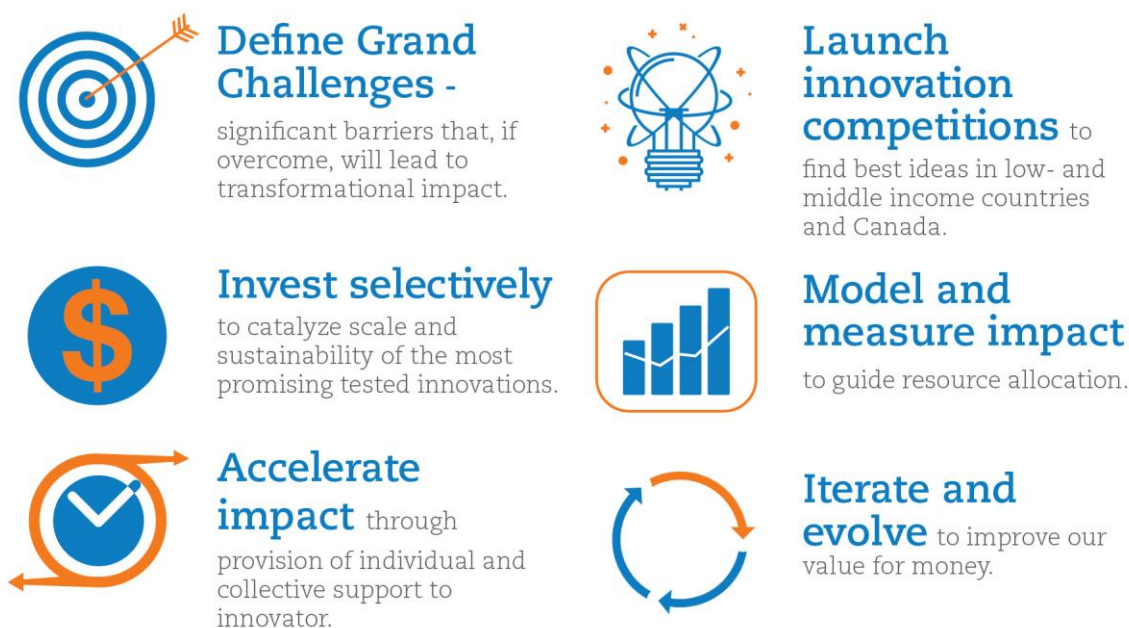 Define Grand
Challenges -
significant barriers that, if
overcome, will lead to
transformational impact.
Launch
innovation
competitions to
find best ideas in low- and
middle income countries
and Canada.
$
Invest selectively
to catalyze scale and
sustainability of the most
promising tested innovations.
Model and
measure impact
to guide resource allocation.
Accelerate
impact through
provision of individual and
collective support to
innovator.
Iterate and
evolve to improve our
value for money.